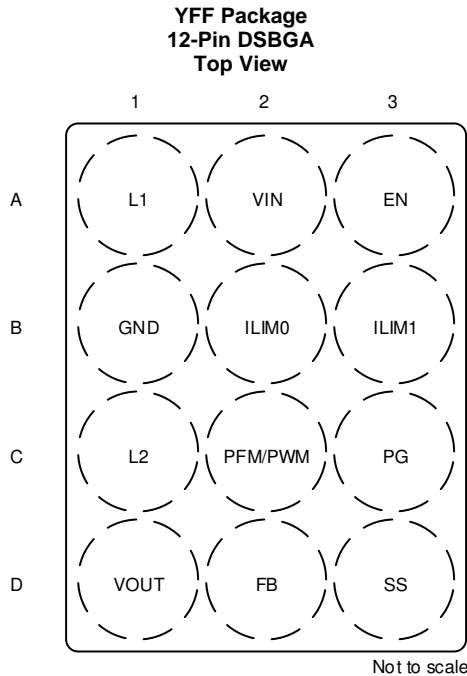 YFF Package
12-Pin DSBGA
Top View
1 2 3
A L1 VIN EN
B GND ILIM0 ILIM1
C L2 PFM/PWM PG
D VOUT FB SS
Not to scale